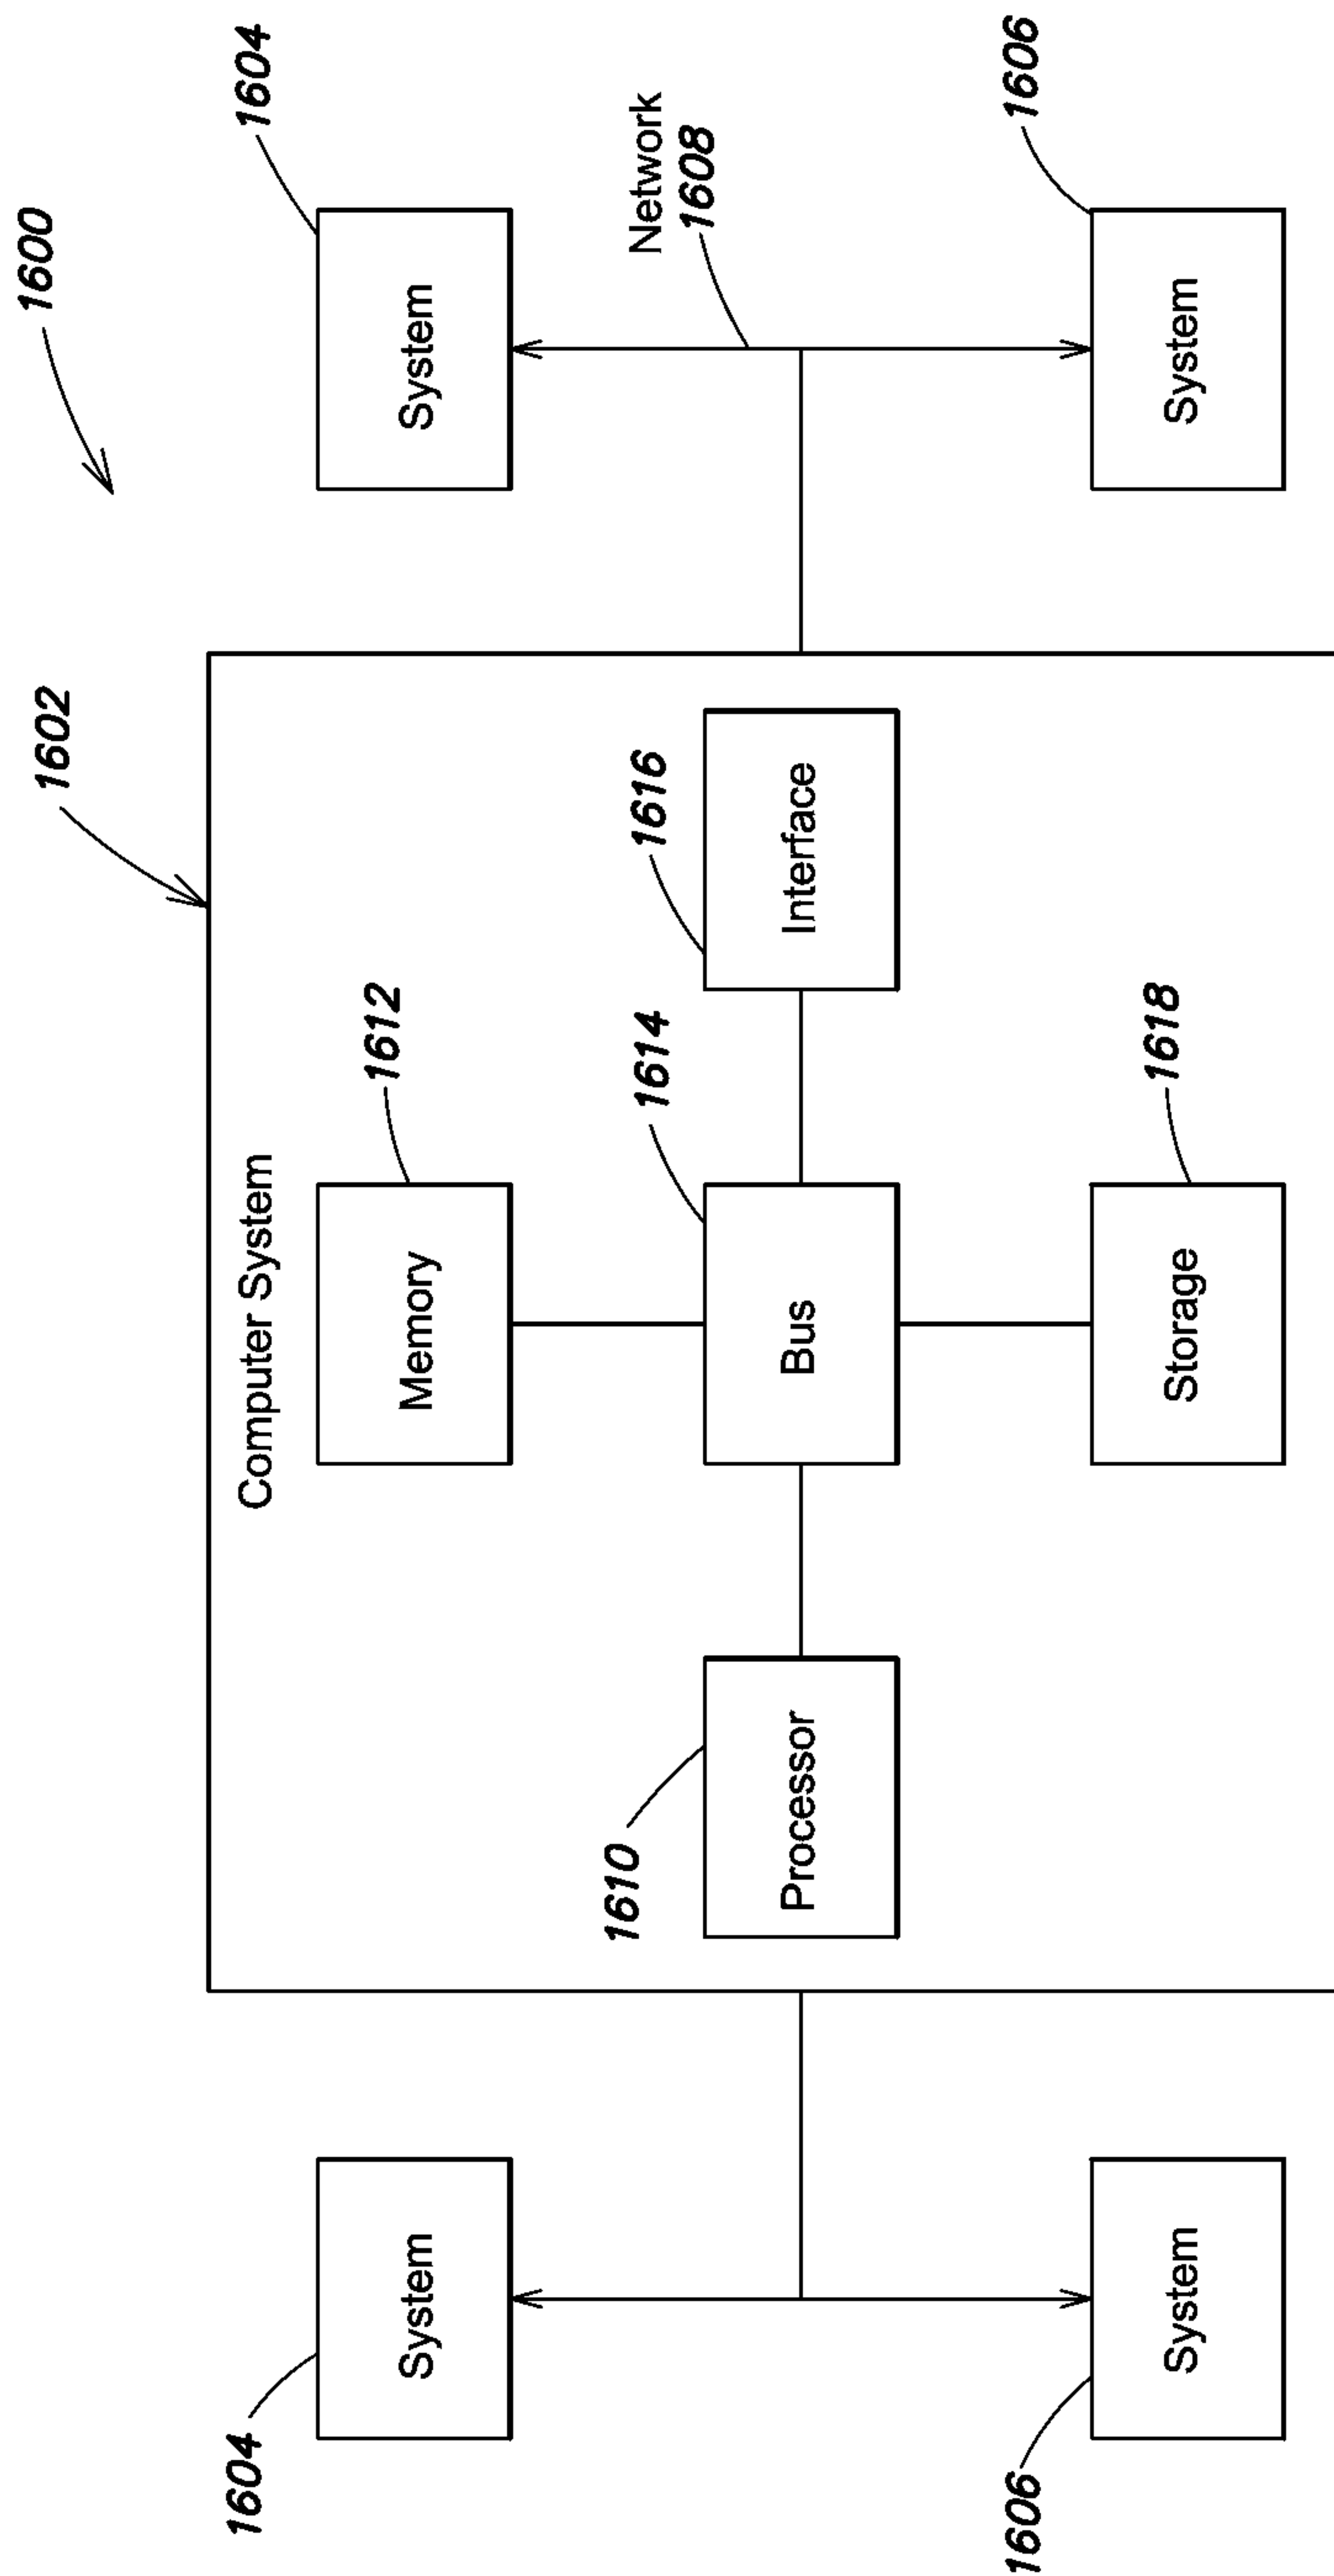 1600
1602
Computer System
1604
System
Memory
1612
System
1604
Network
1608
1610
Processor
Bus
1614
Interface
1616
1606
System
Storage
1618
System
1606